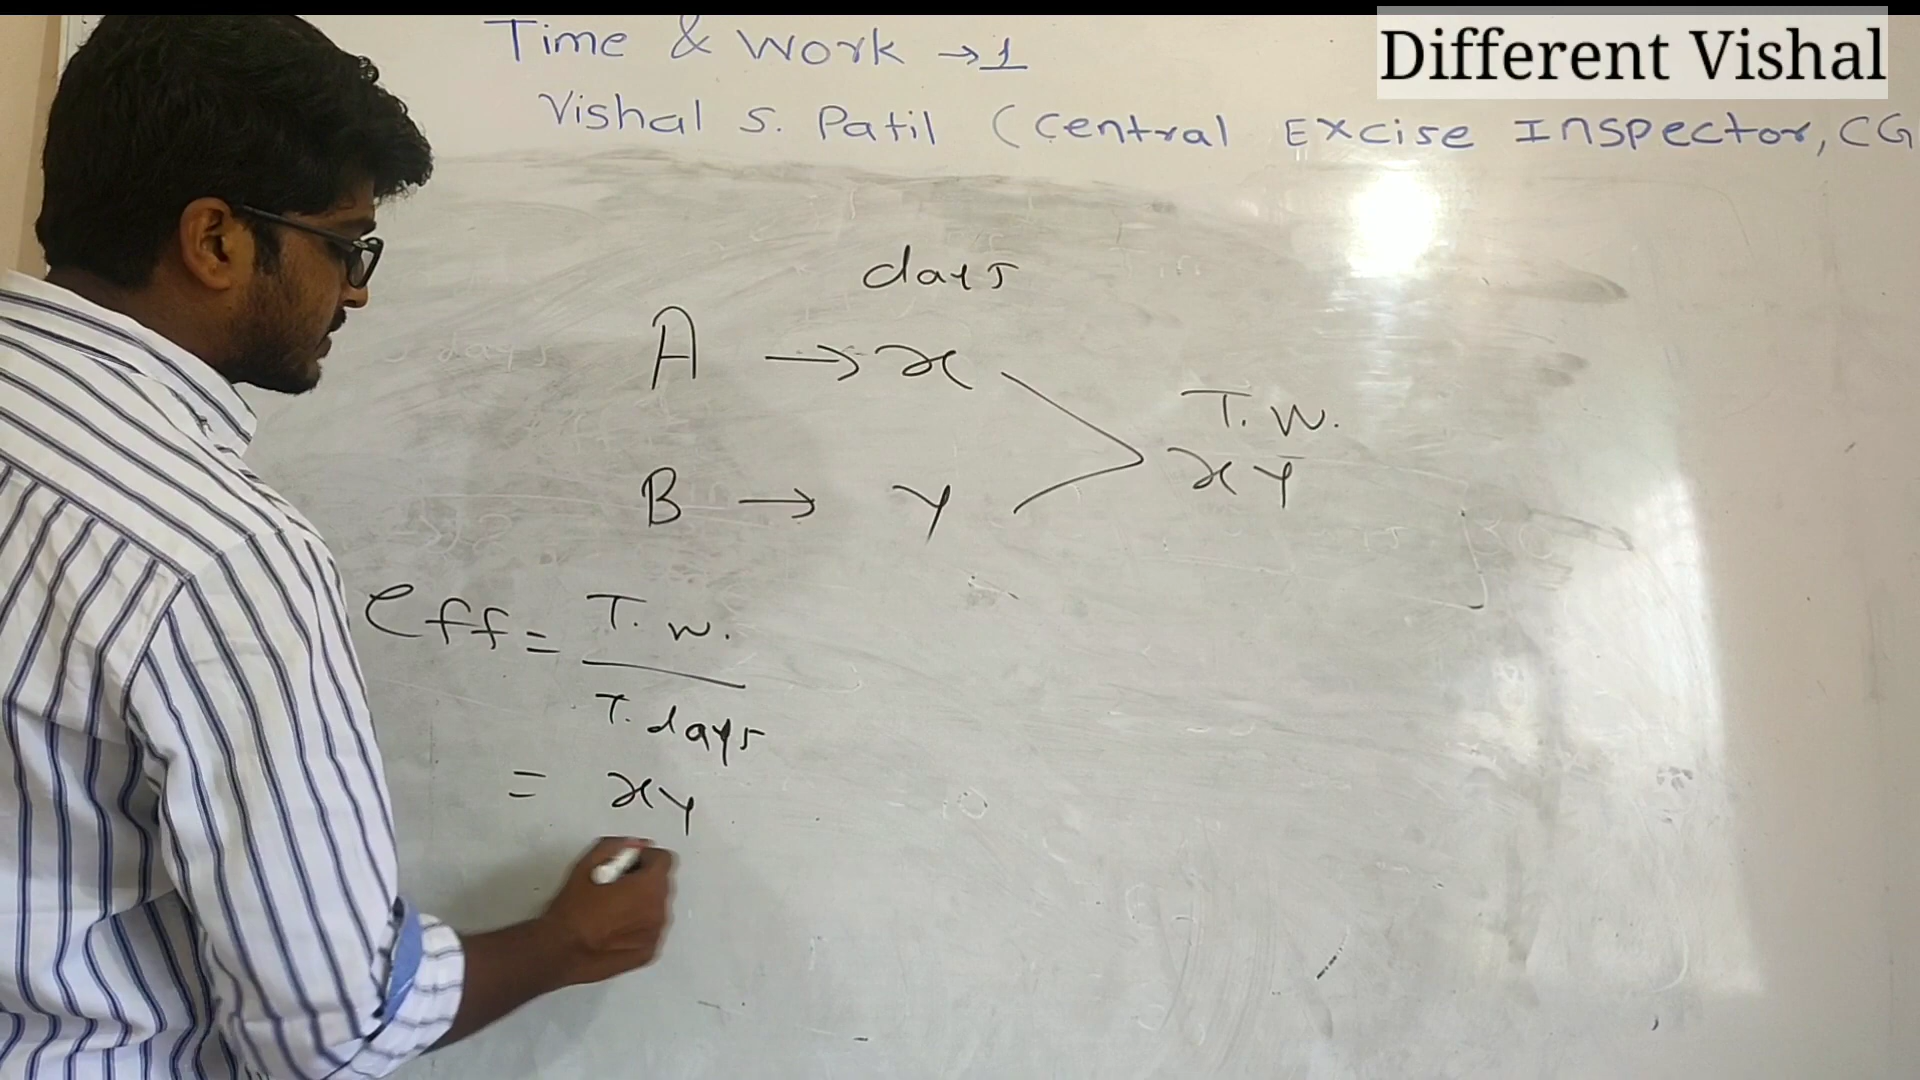 Different Vishal
Time & Work → 1
Vishal S. Patil (Central Excise Inspector, CG
days
A → x
T. W.
xy
B → y
eff = T. W.
T. days
= xy